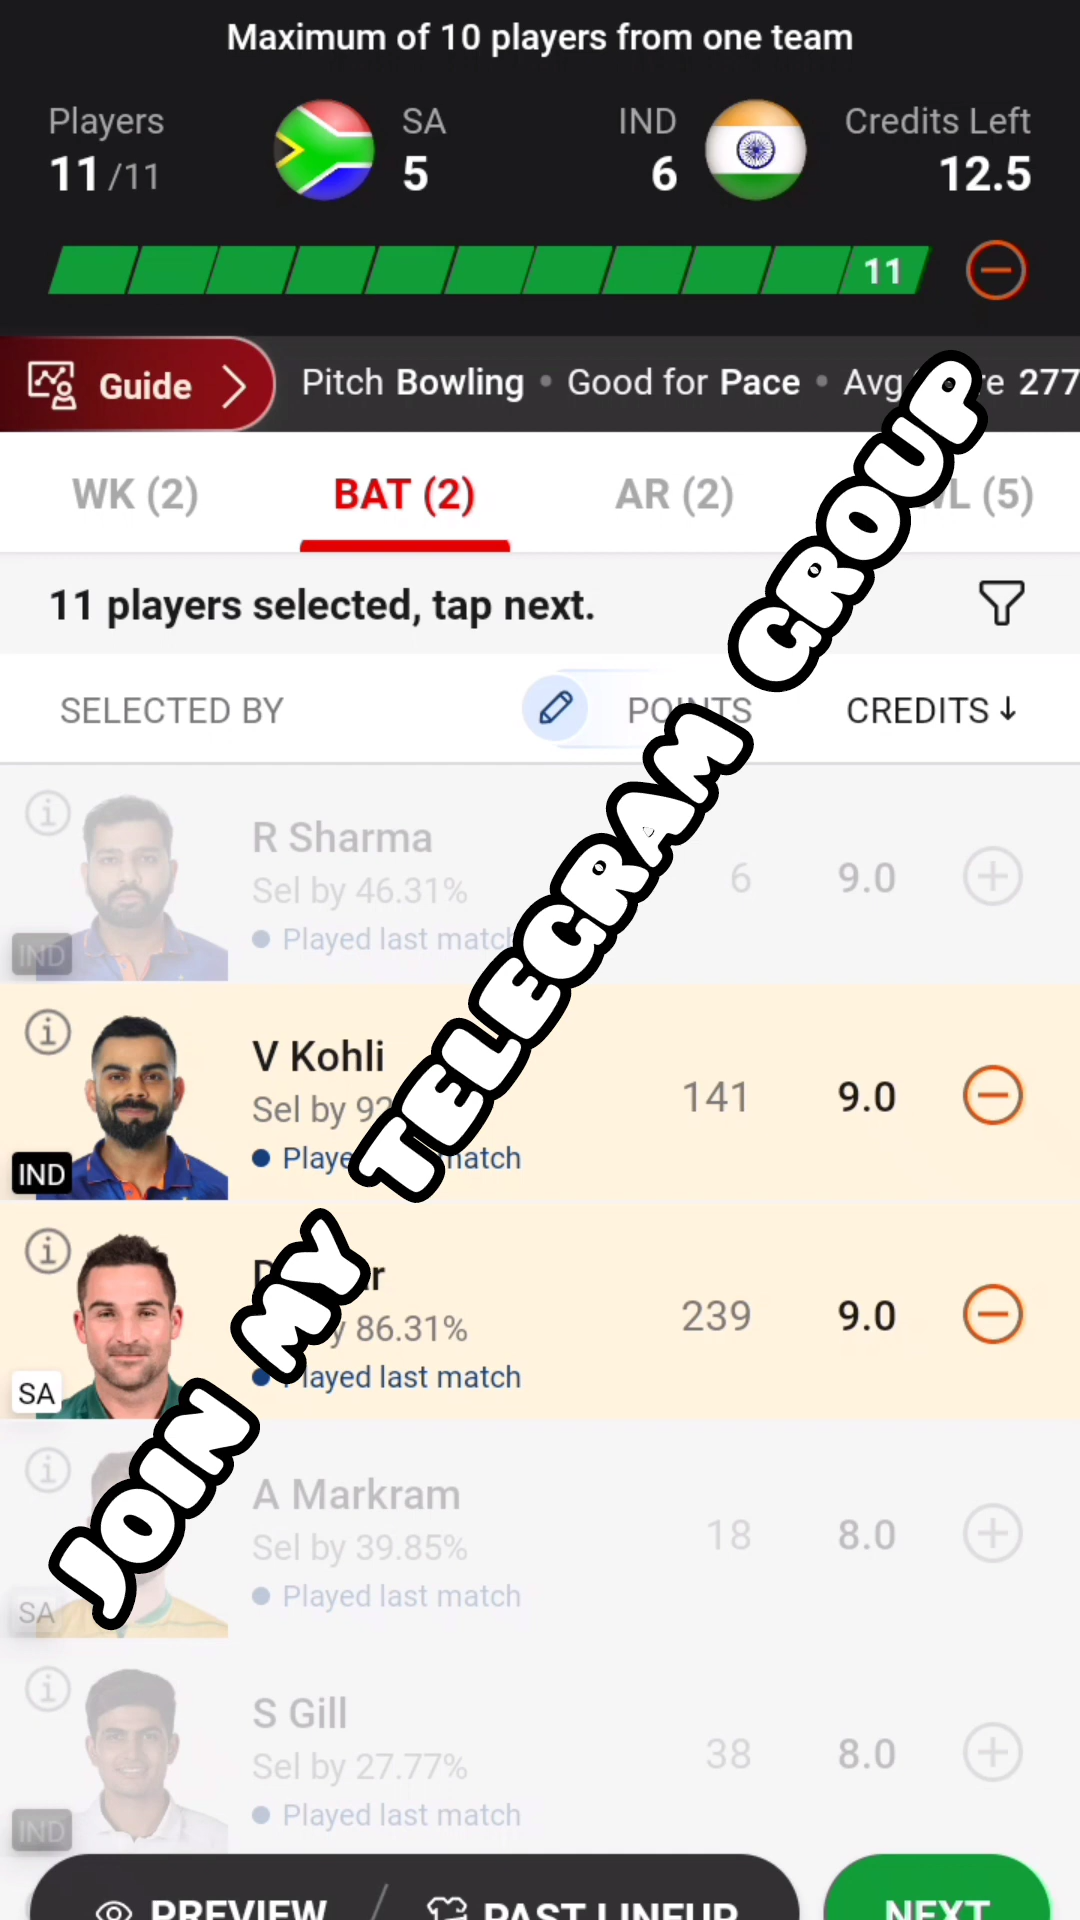 Maximum of 10 players from one team
Players SA IND Credits Left
11/11 5 6 12.5
11
Guide Pitch Bowling • Good for Pace • Avg 277
WK (2) BAT (2) AR (2) (5)
11 players selected, tap next.
SELECTED BY POINTS CREDITS↓
R Sharma
Sel by 46.31% 6 9.0
Played last match
IND
V Kohli
Sel by 141 9.0
match
IND
86.31% 239 9.0
Played last match
SA
A Markram
Sel by 39.85% 18 8.0
Played last match
SA
S Gill
Sel by 27.77% 38 8.0
Played last match
IND
PREVIEW / PAST LINEUP NEXT
JOIN MY TELEGRAM GROUP